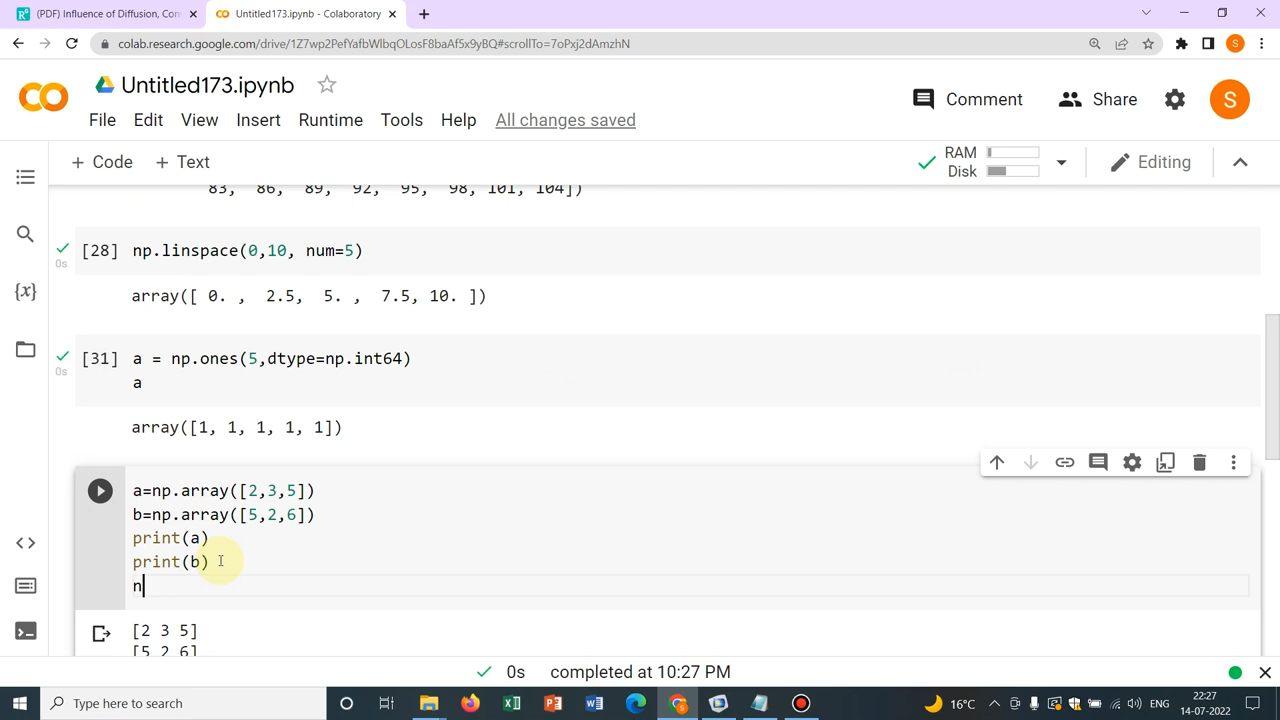 (PDF) Influence of Diffusion, Con
Untitled173.ipynb - Colaboratory
colab.research.google.com/drive/1Z7wp2PefYafbWlbqOLosF8baAf5x9yBQ#scrollTo=7oPxj2dAmzhN
S
Untitled173.ipynb
Comment
Share
S
File Edit View Insert Runtime Tools Help All changes saved
+ Code + Text
RAM
Disk
Editing
83, 86, 89, 92, 95, 98, 101, 104])
[28] np.linspace(0,10, num=5)
0s
array([ 0. , 2.5, 5. , 7.5, 10. ])
[31] a = np.ones(5,dtype=np.int64)
0s
a
array([1, 1, 1, 1, 1])
a=np.array([2,3,5])
b=np.array([5,2,6])
print(a)
print(b)
n
[2 3 5]
[5 2 6]
0s completed at 10:27 PM
Type here to search
16°C
ENG
22:27
14-07-2022